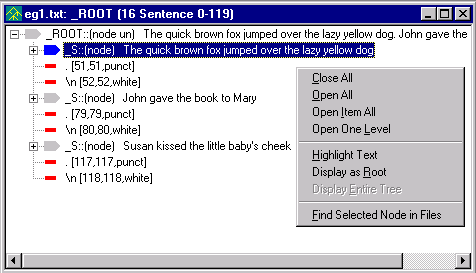 eg1.txt: _ROOT (16 Sentence 0-119)
_ROOT::(node un) The quick brown fox jumped over the lazy yellow dog. John gave the
_S::(node) The quick brown fox jumped over the lazy yellow dog
. [51,51,punct]
\n [52,52,white]
_S::(node) John gave the book to Mary
. [79,79,punct]
\n [80,80,white]
_S::(node) Susan kissed the little baby's cheek
. [117,117,punct]
\n [118,118,white]
Close All
Open All
Open Item All
Open One Level
Highlight Text
Display as Root
Display Entire Tree
Find Selected Node in Files